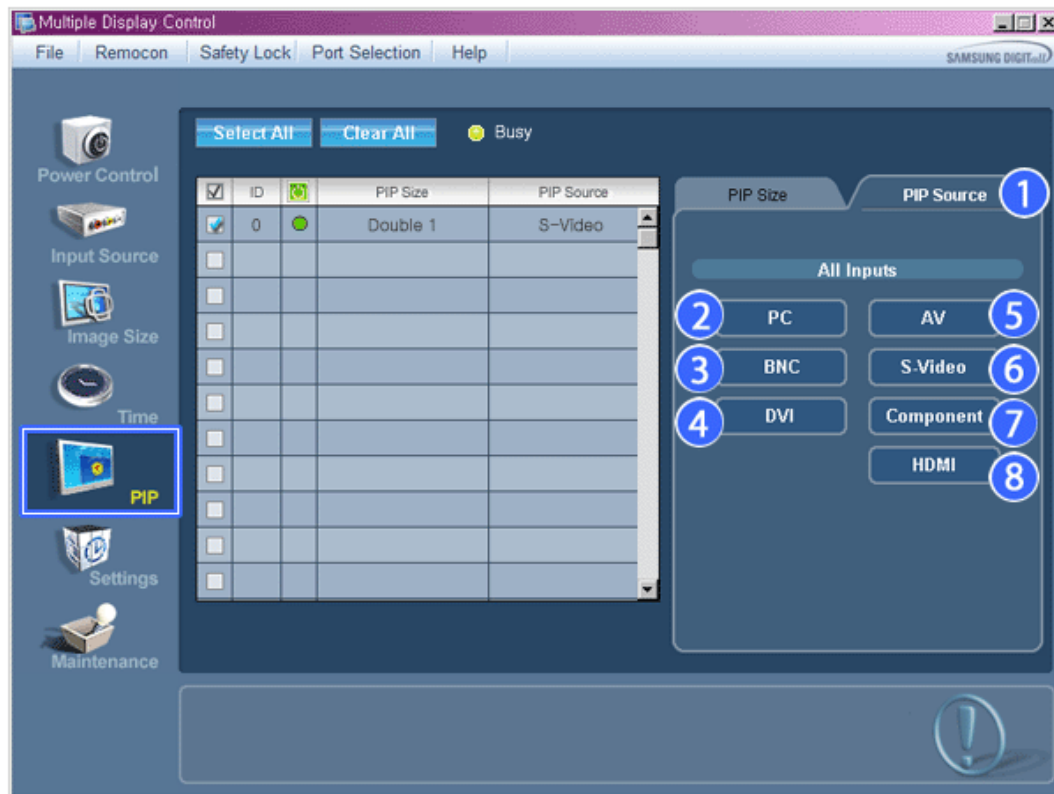 Multiple Display Control
File Remocon Safety Lock Port Selection Help
SAMSUNG DIGITall
Select All Clear All Busy
Power Control
Input Source
Image Size
Time
PIP
Settings
Maintenance
ID PIP Size PIP Source
0 Double 1 S-Video
PIP Size PIP Source 1
All Inputs
2 PC AV 5
3 BNC S-Video 6
4 DVI Component 7
HDMI 8